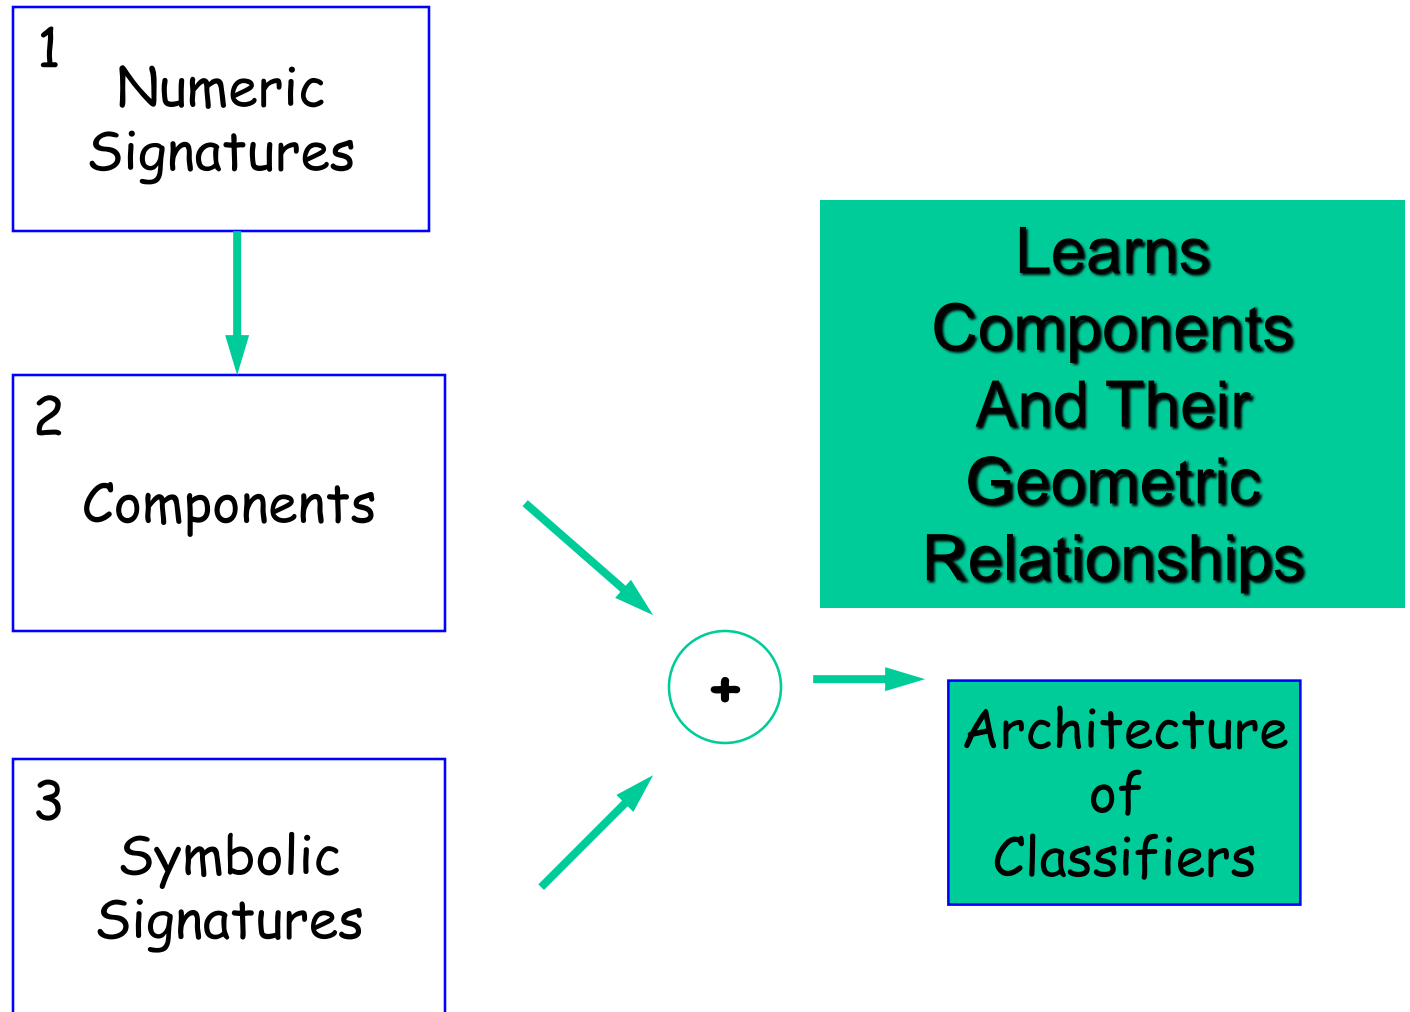 1
Numeric
Signatures
2
Components
3
Symbolic
Signatures
+
Learns
Components
And Their
Geometric
Relationships
Architecture
of
Classifiers